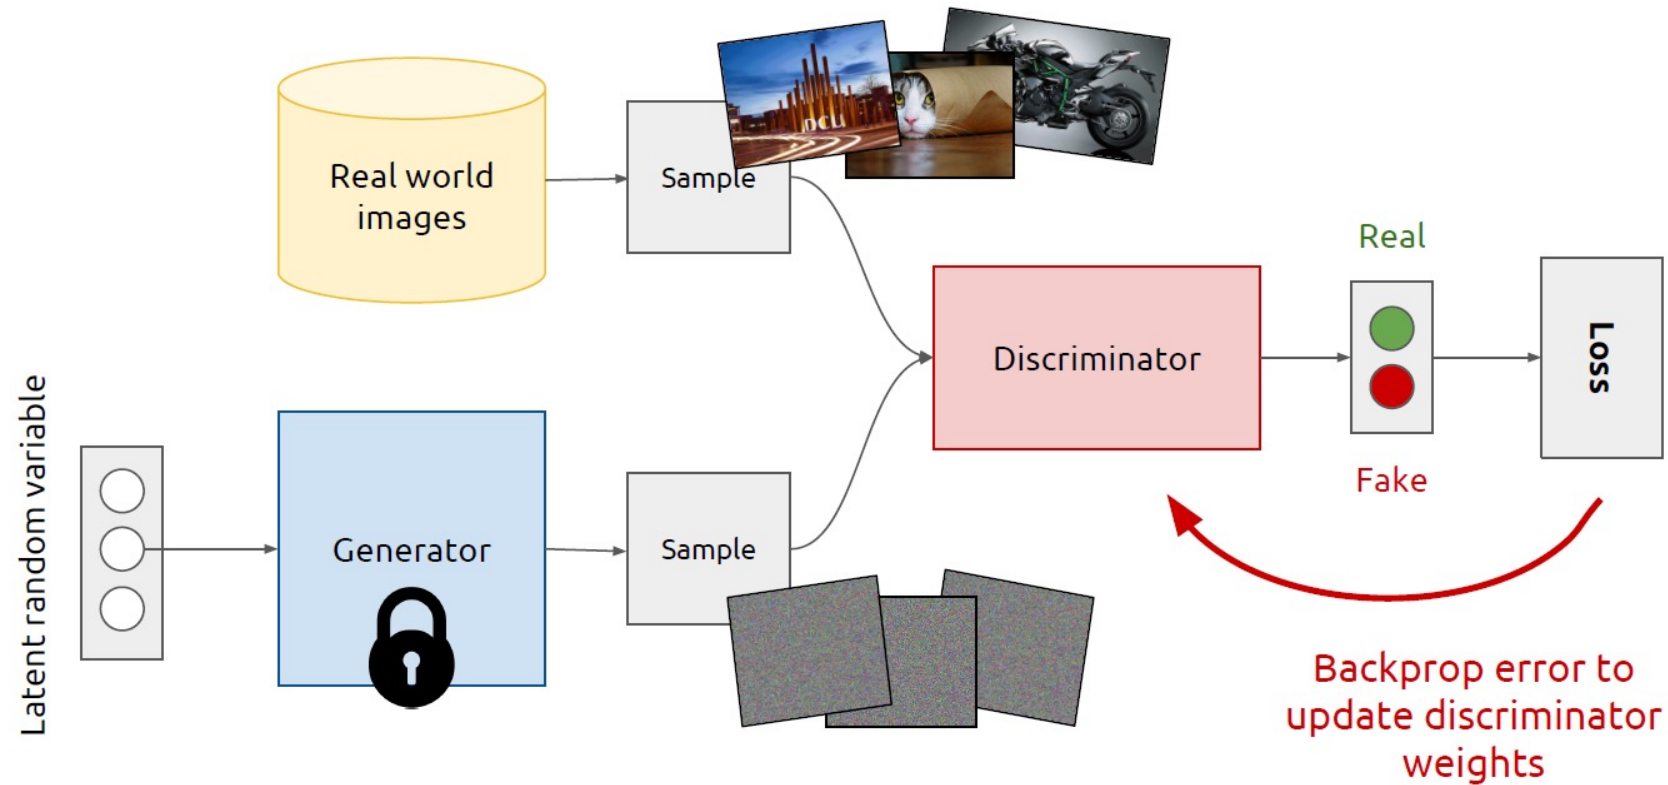 Real world
images
Sample
DCU
Latent random variable
Generator
Sample
Discriminator
Real
Fake
Loss
Backprop error to
update discriminator
weights